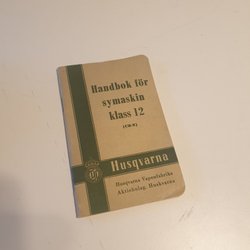 Handbok för
symaskin
klass 12
Husqvarna
Husqvarna Vapenfabriks
Aktiebolag, Huskvarna